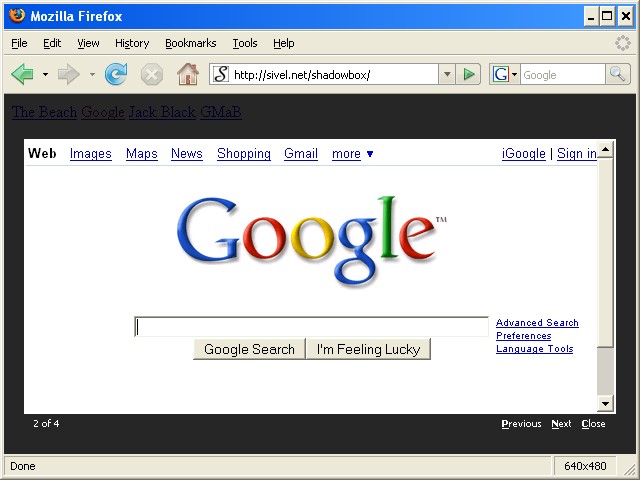 Mozilla Firefox
File Edit View History Bookmarks Tools Help
http://sivel.net/shadowbox/ G Google
The Beach Google Jack Black GMaB
Web Images Maps News Shopping Gmail more ▼ iGoogle | Sign in
Google™
Advanced Search
Preferences
Language Tools
Google Search I'm Feeling Lucky
2 of 4 Previous Next Close
Done 640x480